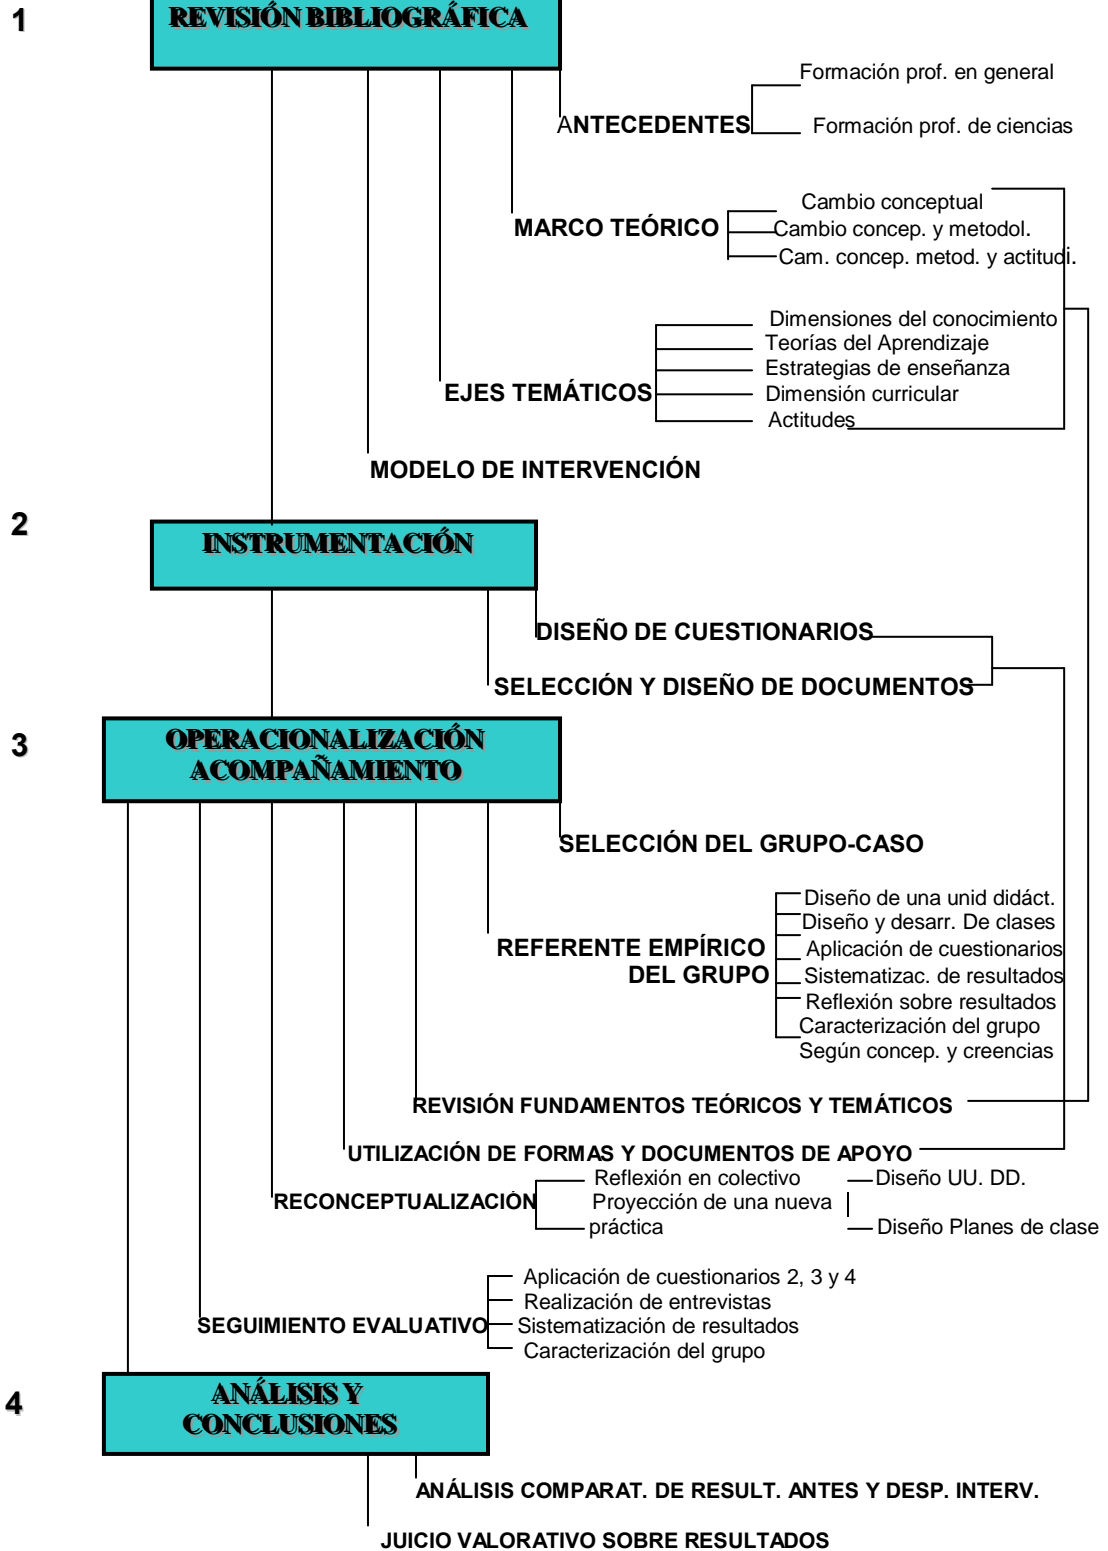 1
REVISIÓN BIBLIOGRÁFICA
Formación prof. en general
ANTECEDENTES
Formación prof. de ciencias
Cambio conceptual
MARCO TEÓRICO
Cambio concep. y metodol.
Cam. concep. metod. y actitudi.
Dimensiones del conocimiento
Teorías del Aprendizaje
Estrategias de enseñanza
EJES TEMÁTICOS
Dimensión curricular
Actitudes
MODELO DE INTERVENCIÓN
2
INSTRUMENTACIÓN
DISEÑO DE CUESTIONARIOS
SELECCIÓN Y DISEÑO DE DOCUMENTOS
3
OPERACIONALIZACIÓN
ACOMPAÑAMIENTO
SELECCIÓN DEL GRUPO-CASO
Diseño de una unid didáct.
Diseño y desarr. De clases
REFERENTE EMPÍRICO
Aplicación de cuestionarios
DEL GRUPO
Sistematizac. de resultados
Reflexión sobre resultados
Caracterización del grupo
Según concep. y creencias
REVISIÓN FUNDAMENTOS TEÓRICOS Y TEMÁTICOS
UTILIZACIÓN DE FORMAS Y DOCUMENTOS DE APOYO
Reflexión en colectivo
Diseño UU. DD.
RECONCEPTUALIZACIÓN
Proyección de una nueva
práctica
Diseño Planes de clase
Aplicación de cuestionarios 2, 3 y 4
Realización de entrevistas
SEGUIMIENTO EVALUATIVO
Sistematización de resultados
Caracterización del grupo
4
ANÁLISIS Y
CONCLUSIONES
ANÁLISIS COMPARAT. DE RESULT. ANTES Y DESP. INTERV.
JUICIO VALORATIVO SOBRE RESULTADOS